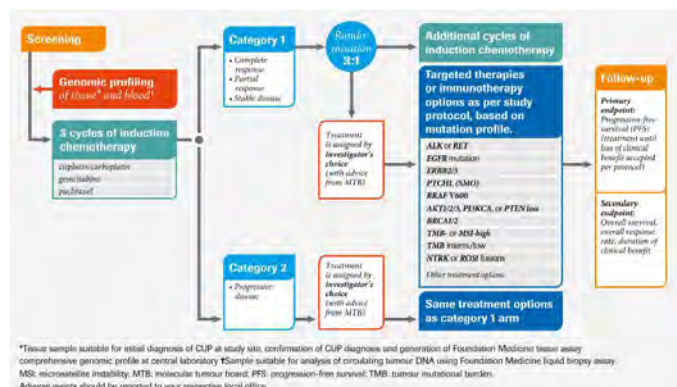 Screening
Genomic profiling
of tissue* and blood†
3 cycles of induction
chemotherapy
cisplatin/carboplatin
gemcitabine
paclitaxel
Category 1
• Complete
response
• Partial
response
• Stable disease
Rando-
misation
3:1
Treatment
is assigned by
investigator's
choice
(with advice
from MTB)
Additional cycles of
induction chemotherapy
Targeted therapies
or immunotherapy
options as per study
protocol, based on
mutation profile.
ALK or RET
EGFR mutation
ERBB2/3
PTCH1, (SMO)
BRAF V600
AKT1/2/3, PI3KCA, or PTEN loss
BRCA1/2
TMB- or MSI-high
TMB interm/low
NTRK or ROS1 fusions
Other treatment options
Follow-up
Primary
endpoint:
Progression-free
survival (PFS)
(treatment until
loss of clinical
benefit accepted
per protocol)
Secondary
endpoint:
Overall survival,
overall response
rate, duration of
clinical benefit
Category 2
• Progressive
disease
Treatment
is assigned by
investigator's
choice
(with advice
from MTB)
Same treatment options
as category 1 arm
*Tissue sample suitable for initial diagnosis of CUP at study site, confirmation of CUP diagnosis and generation of Foundation Medicine tissue assay
comprehensive genomic profile at central laboratory †Sample suitable for analysis of circulating tumour DNA using Foundation Medicine liquid biopsy assay.
MSI: microsatellite instability; MTB: molecular tumour board; PFS: progression-free survival; TMB: tumour mutational burden.
Adverse events should be reported to your respective local office.